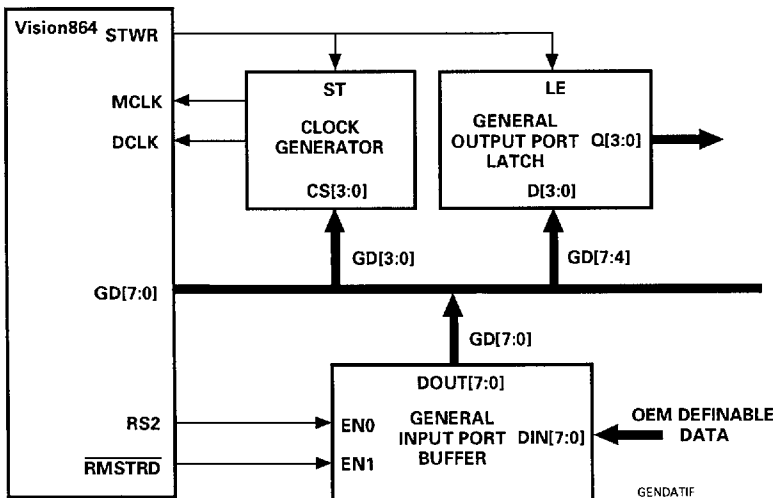 Vision864
STWR
MCLK
DCLK
ST
CLOCK
GENERATOR
CS[3:0]
LE
GENERAL
OUTPUT PORT
LATCH
Q[3:0]
D[3:0]
GD[3:0]
GD[7:4]
GD[7:0]
GD[7:0]
DOUT[7:0]
RS2
EN0
GENERAL
INPUT PORT
BUFFER
DIN[7:0]
OEM DEFINABLE
DATA
RMSTRD
EN1
GENDATIF